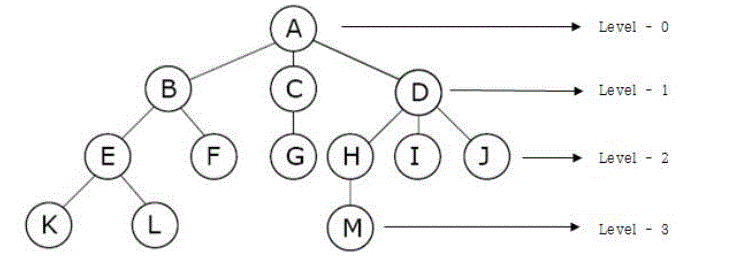 A Level - 0
B C D Level - 1
E F G H I J Level - 2
K L M Level - 3